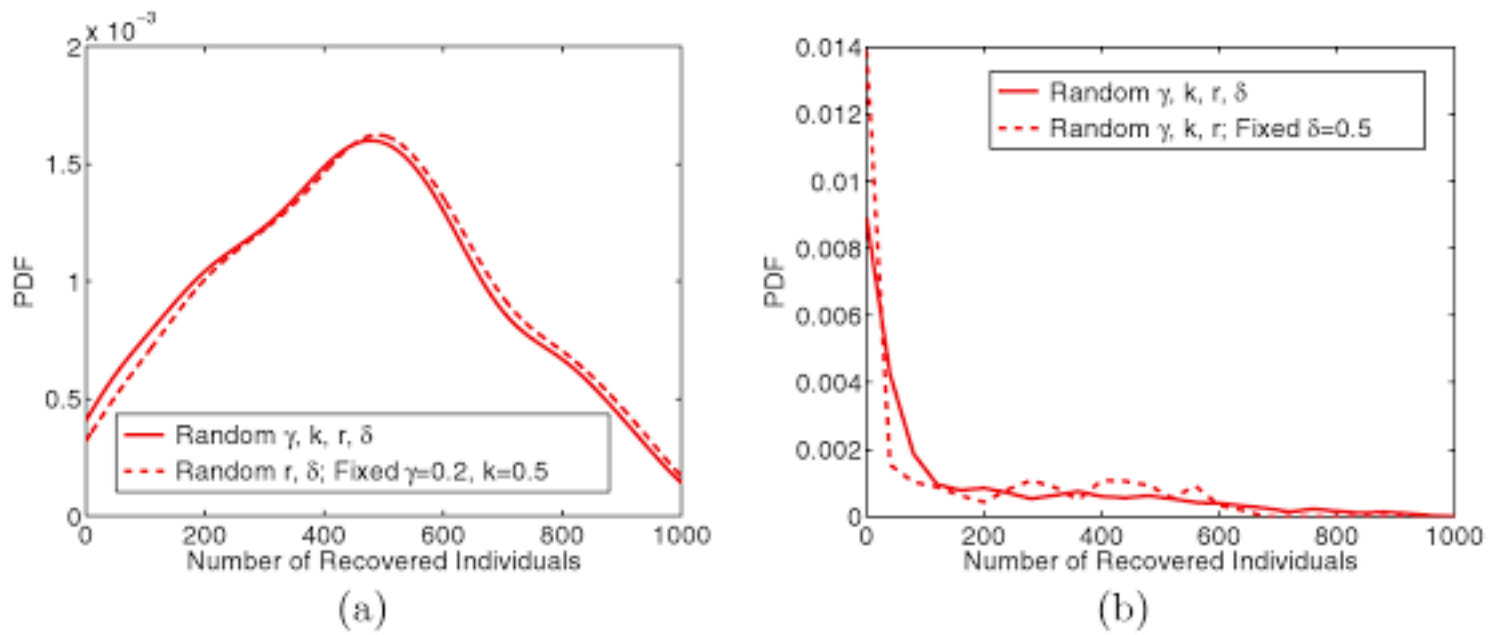 x 10⁻³
2
1.5
1
0.5
0
PDF
Random γ, k, r, δ
Random r, δ; Fixed γ=0.2, k=0.5
0 200 400 600 800 1000
Number of Recovered Individuals
(a)
0.014
0.012
0.01
0.008
0.006
0.004
0.002
0
PDF
Random γ, k, r, δ
Random γ, k, r; Fixed δ=0.5
0 200 400 600 800 1000
Number of Recovered Individuals
(b)